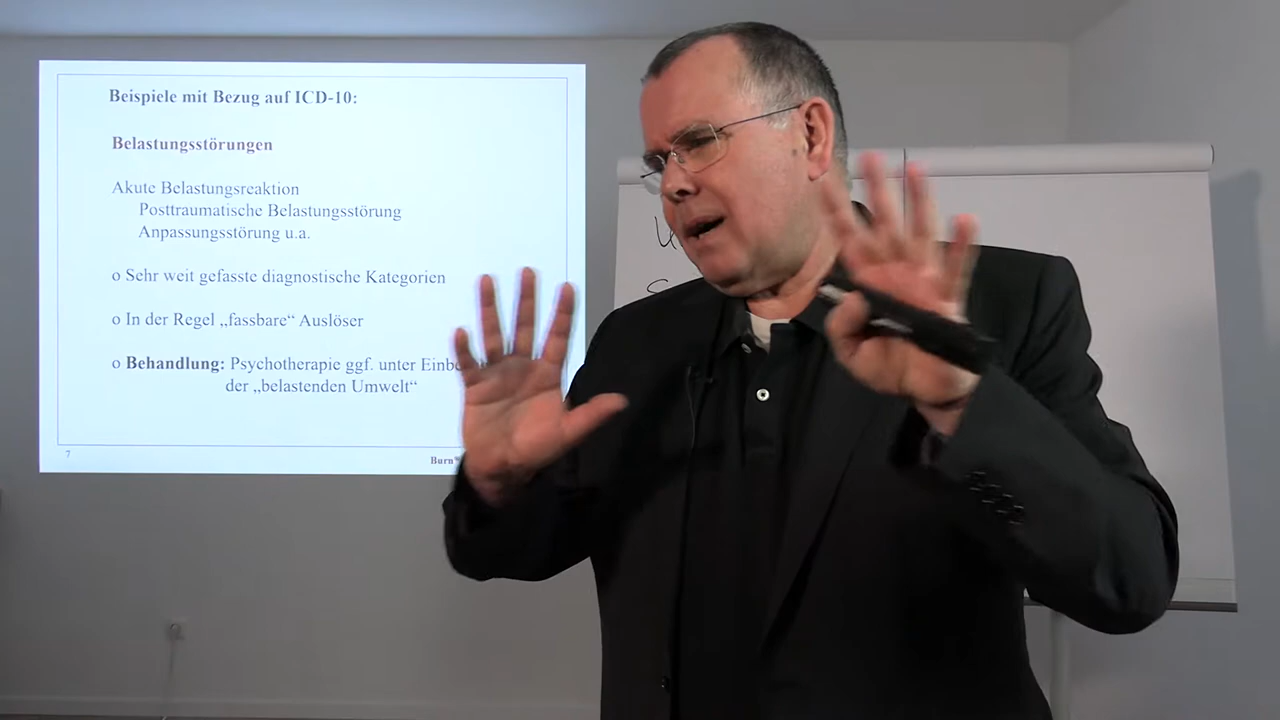 Beispiele mit Bezug auf ICD-10:
Belastungsstörungen
Akute Belastungsreaktion
Posttraumatische Belastungsstörung
Anpassungsstörung u.a.
o Sehr weit gefasste diagnostische Kategorien
o In der Regel „fassbare“ Auslöser
o Behandlung: Psychotherapie ggf. unter
der „belastenden Umwelt“
7